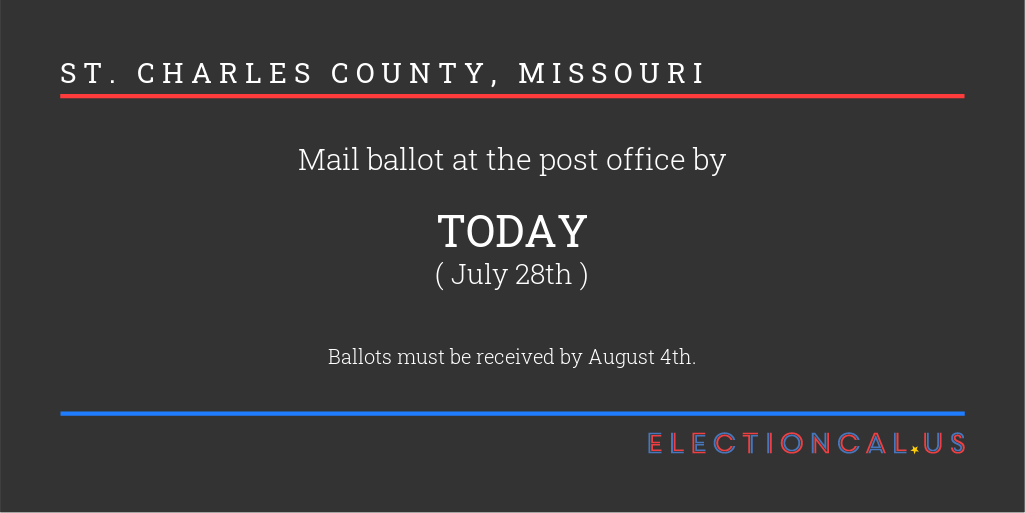 ST. CHARLES COUNTY, MISSOURI
Mail ballot at the post office by
TODAY
( July 28th )
Ballots must be received by August 4th.
ELECTIONCAL.US